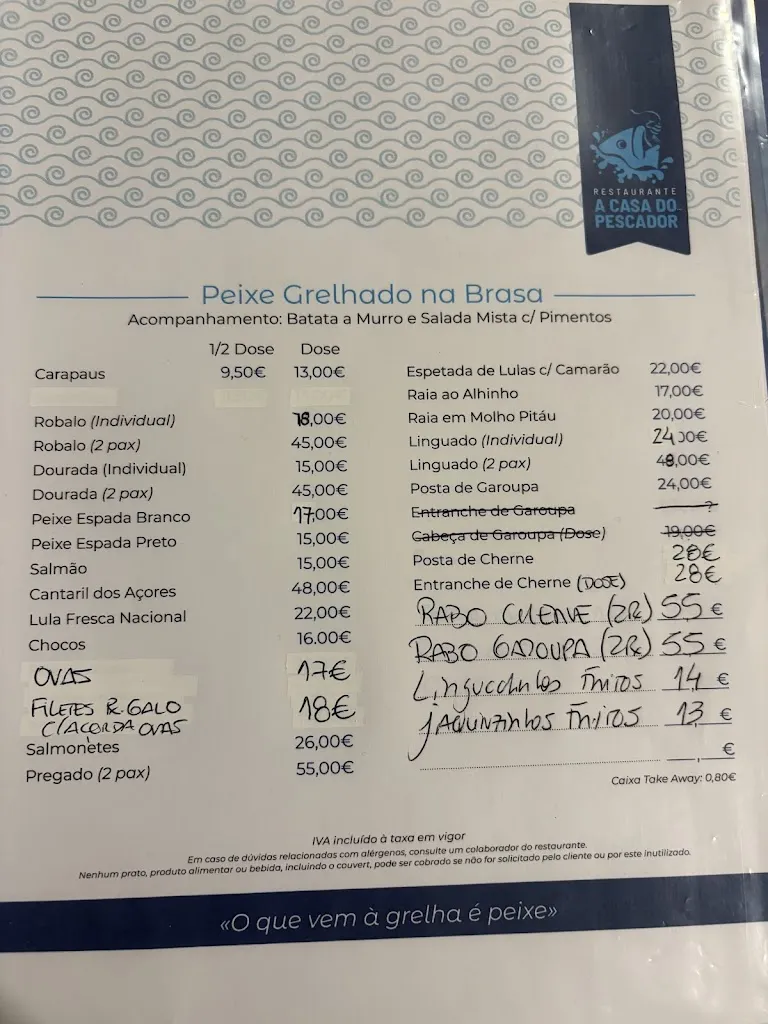 RESTAURANTE
A CASA DO
PESCADOR
Peixe Grelhado na Brasa
Acompanhamento: Batata a Murro e Salada Mista c/ Pimentos
1/2 Dose Dose
Carapaus 9,50€ 13,00€
Robalo (Individual) 18,00€
Robalo (2 pax) 45,00€
Dourada (Individual) 15,00€
Dourada (2 pax) 45,00€
Peixe Espada Branco 17,00€
Peixe Espada Preto 15,00€
Salmão 15,00€
Cantaril dos Açores 48,00€
Lula Fresca Nacional 22,00€
Chocos 16.00€
OVAS 17€
FILETES P. GALO 18€
C/AÇORDA OVAS
Salmonetes 26,00€
Pregado (2 pax) 55,00€
Espetada de Lulas c/ Camarão 22,00€
Raia ao Alhinho 17,00€
Raia em Molho Pitáu 20,00€
Linguado (Individual) 24,00€
Linguado (2 pax) 48,00€
Posta de Garoupa 24,00€
Entranche de Garoupa ?
Cabeça de Garoupa (Dose) 19,00€
Posta de Cherne 28€
Entranche de Cherne (DOSE) 28€
RABO CHERNE (2Px) 55 €
RABO GAROUPA (2Px) 55 €
Linguadinhos Fritos 14 €
jAQUINZINHOS Fritos 13 €
€
Caixa Take Away: 0,80€
IVA incluído à taxa em vigor
Em caso de dúvidas relacionadas com alérgenos, consulte um colaborador do restaurante.
Nenhum prato, produto alimentar ou bebida, incluindo o couvert, pode ser cobrado se não for solicitado pelo cliente ou por este inutilizado.
«O que vem à grelha é peixe»